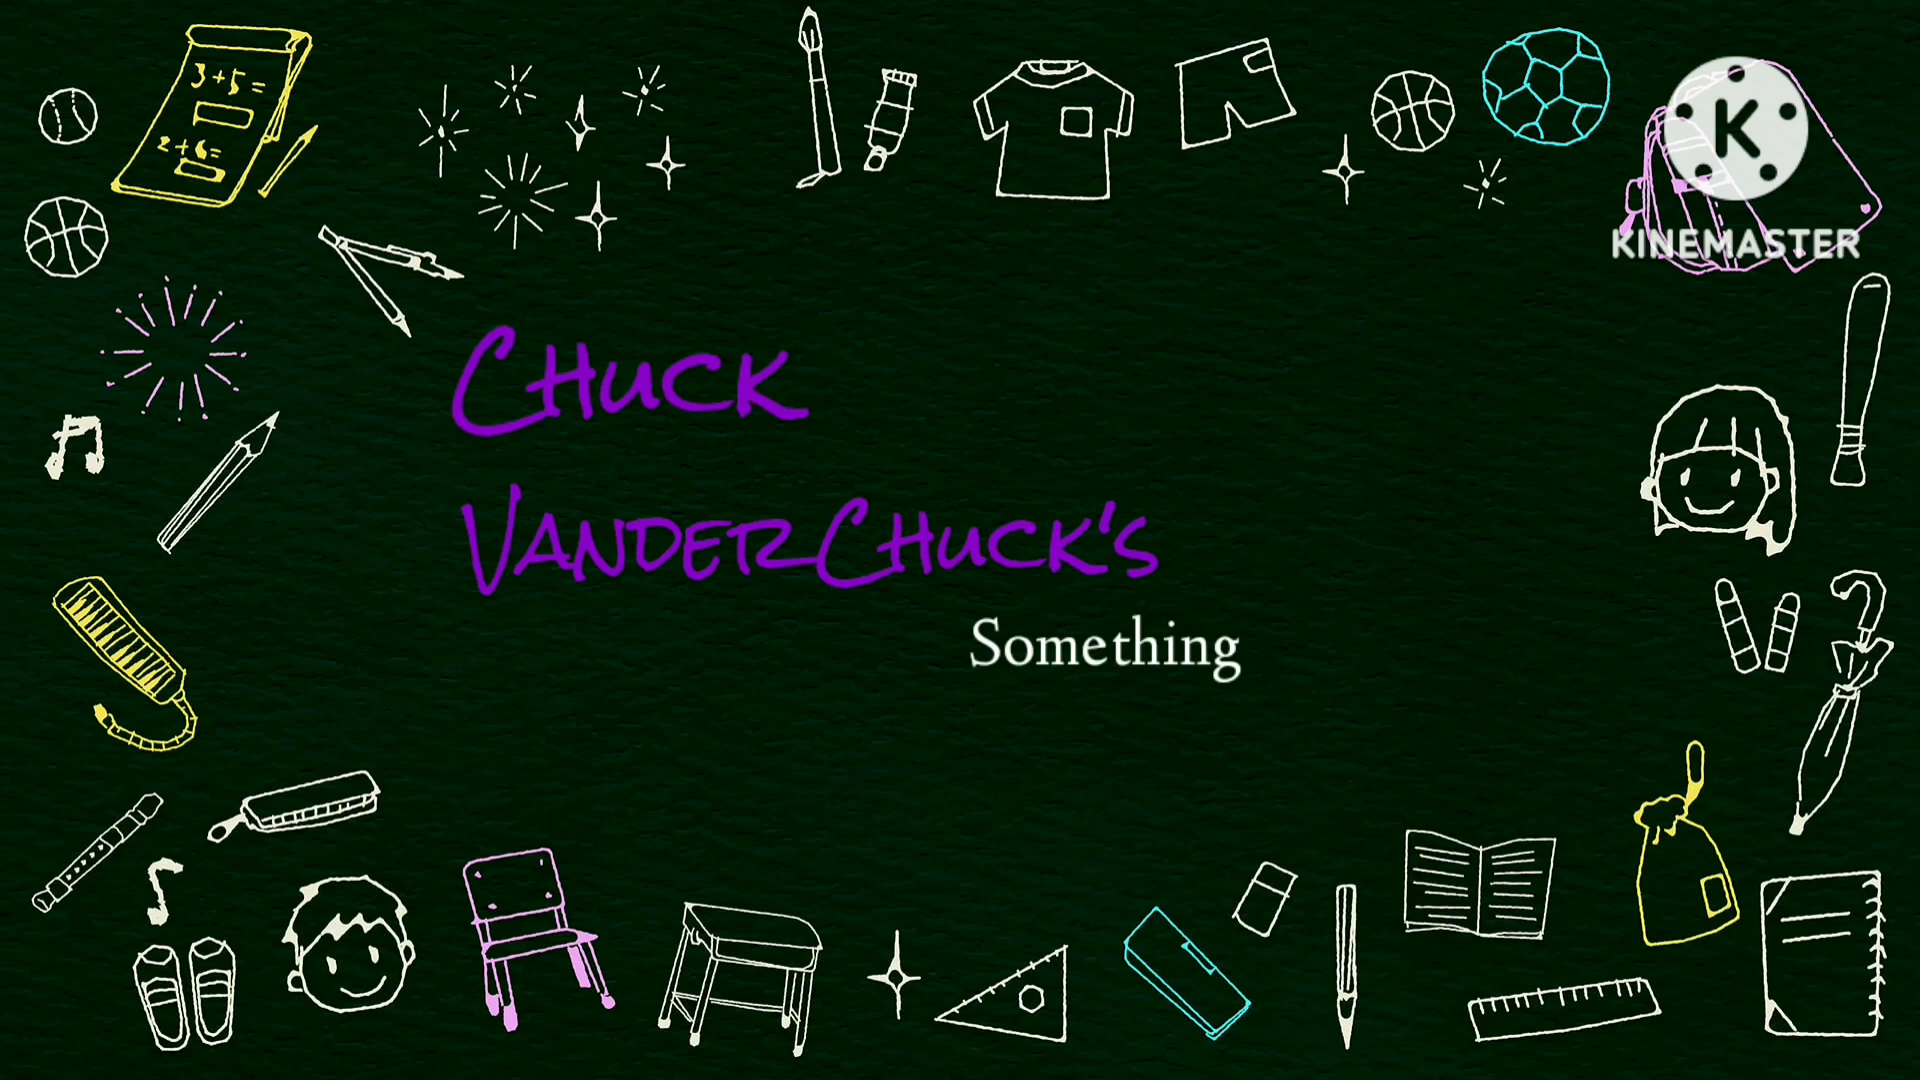 3+5=
2+6=
K
KINEMASTER
CHUCK
VANDERCHUCK'S
Something